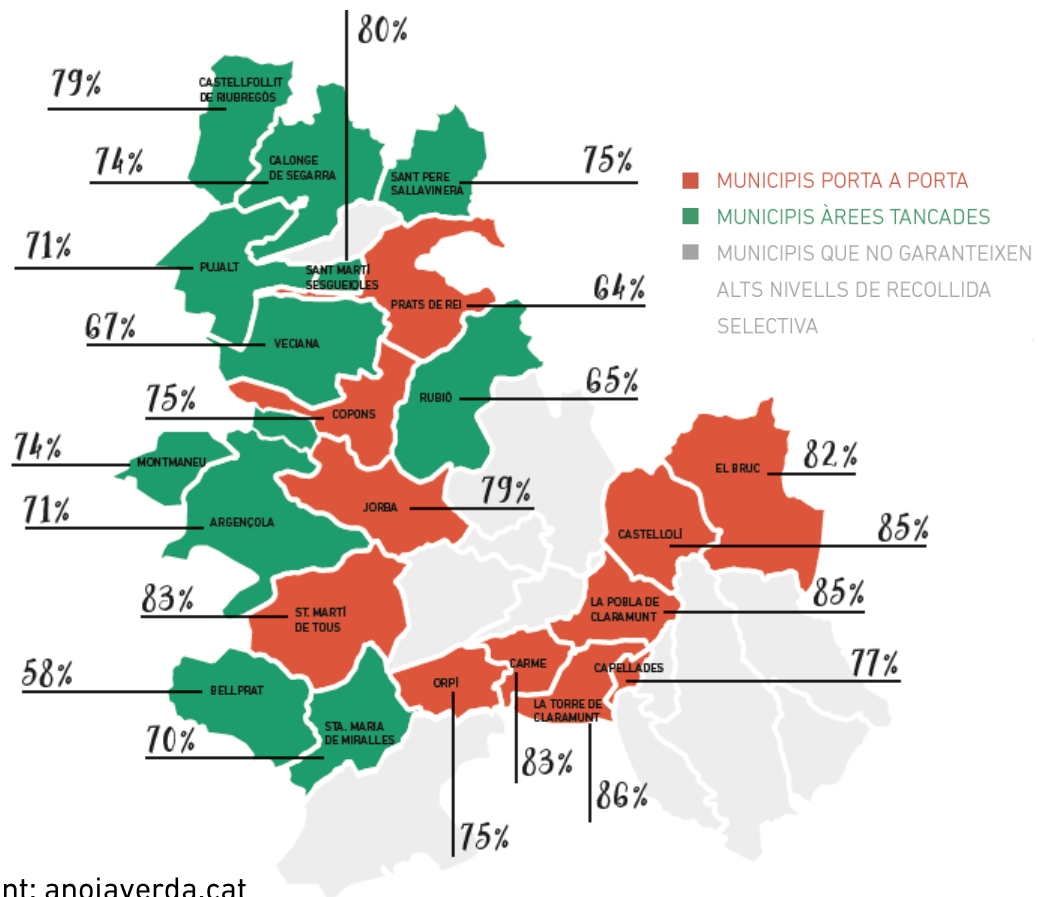 80%
79%
CASTELLFOLLIT
DE RIUBREGÓS
74%
CALONGE
DE SEGARRA
75%
SANT PERE
SALLAVINERA
MUNICIPIS PORTA A PORTA
MUNICIPIS ÀREES TANCADES
MUNICIPIS QUE NO GARANTEIXEN
ALTS NIVELLS DE RECOLLIDA
SELECTIVA
71%
PUJALT
SANT MARTÍ
SESGUEIOLES
64%
PRATS DE REI
67%
VECIANA
65%
RUBIÓ
75%
COPONS
74%
MONTMANEU
82%
EL BRUC
79%
JORBA
71%
ARGENÇOLA
85%
CASTELLOLÍ
83%
ST. MARTÍ
DE TOUS
85%
LA POBLA DE
CLARAMUNT
58%
BELLPRAT
77%
CAPELLADES
CARME
ORPÍ
LA TORRE DE
CLARAMUNT
70%
STA. MARIA
DE MIRALLES
83%
86%
75%
nt: anoiaverda.cat